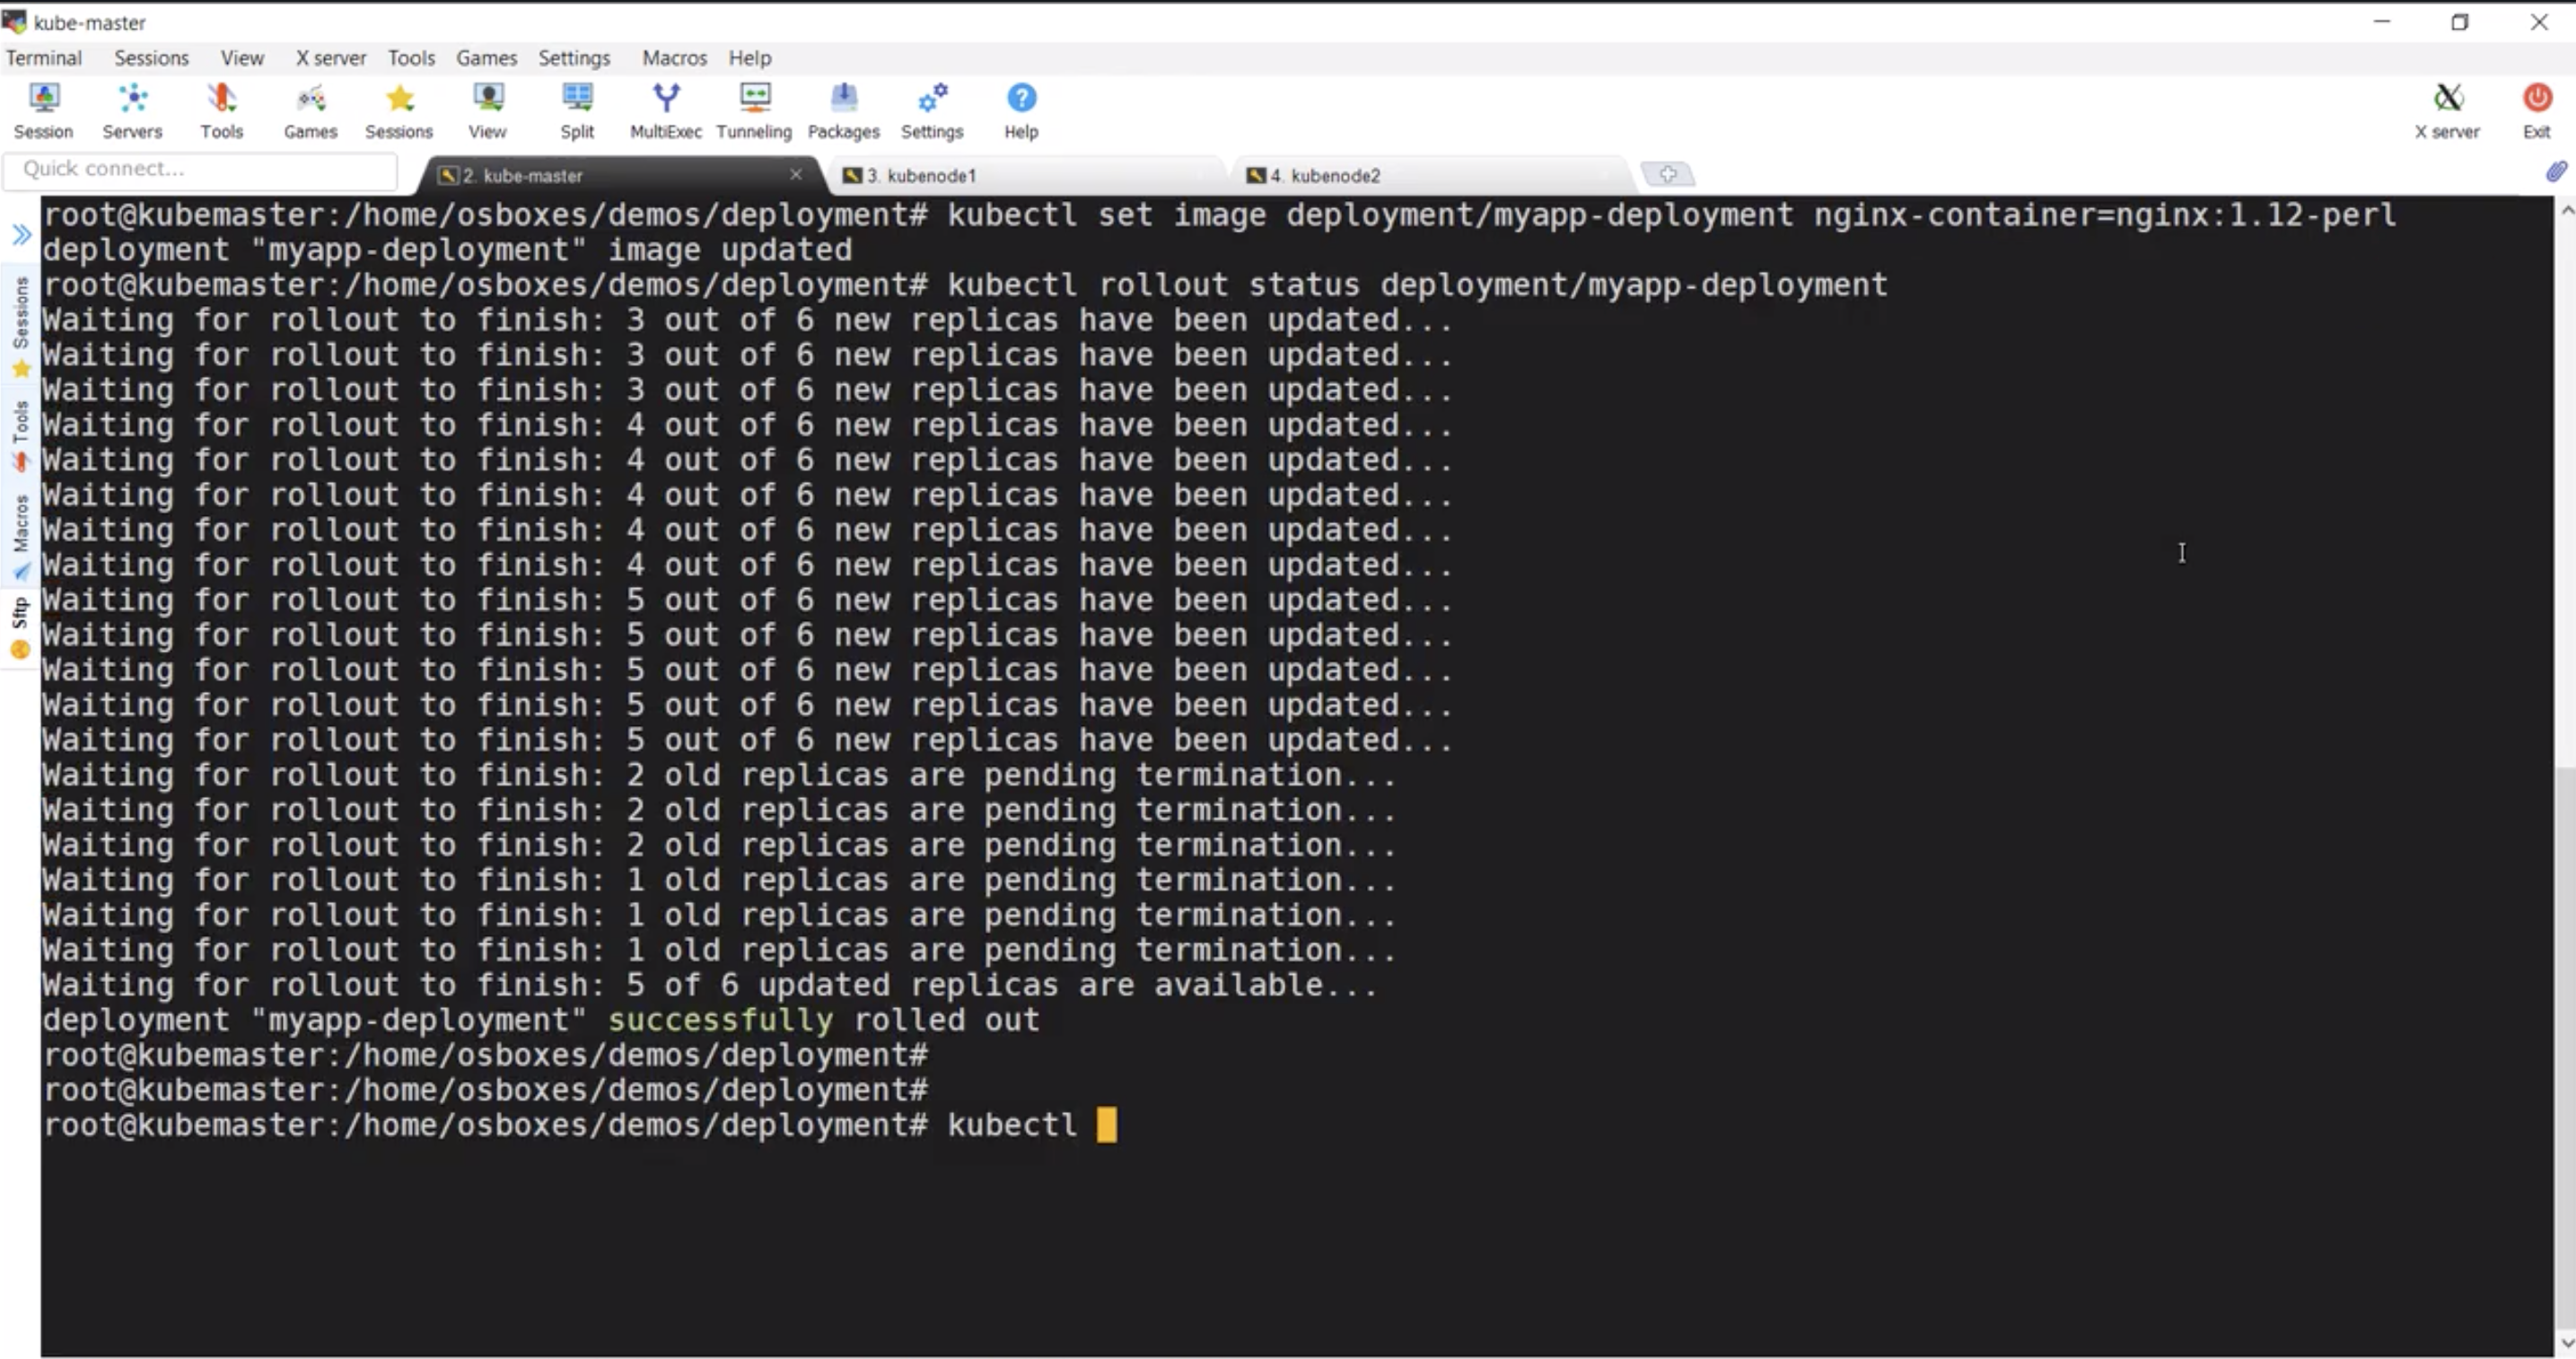 kube-master
Terminal Sessions View X server Tools Games Settings Macros Help
Session Servers Tools Games Sessions View Split MultiExec Tunneling Packages Settings Help X server Exit
Quick connect... 2. kube-master 3. kubenode1 4. kubenode2
Sessions
Tools
Macros
Sftp
root@kubemaster:/home/osboxes/demos/deployment# kubectl set image deployment/myapp-deployment nginx-container=nginx:1.12-perl
deployment "myapp-deployment" image updated
root@kubemaster:/home/osboxes/demos/deployment# kubectl rollout status deployment/myapp-deployment
Waiting for rollout to finish: 3 out of 6 new replicas have been updated...
Waiting for rollout to finish: 3 out of 6 new replicas have been updated...
Waiting for rollout to finish: 3 out of 6 new replicas have been updated...
Waiting for rollout to finish: 4 out of 6 new replicas have been updated...
Waiting for rollout to finish: 4 out of 6 new replicas have been updated...
Waiting for rollout to finish: 4 out of 6 new replicas have been updated...
Waiting for rollout to finish: 4 out of 6 new replicas have been updated...
Waiting for rollout to finish: 4 out of 6 new replicas have been updated...
Waiting for rollout to finish: 5 out of 6 new replicas have been updated...
Waiting for rollout to finish: 5 out of 6 new replicas have been updated...
Waiting for rollout to finish: 5 out of 6 new replicas have been updated...
Waiting for rollout to finish: 5 out of 6 new replicas have been updated...
Waiting for rollout to finish: 5 out of 6 new replicas have been updated...
Waiting for rollout to finish: 2 old replicas are pending termination...
Waiting for rollout to finish: 2 old replicas are pending termination...
Waiting for rollout to finish: 2 old replicas are pending termination...
Waiting for rollout to finish: 1 old replicas are pending termination...
Waiting for rollout to finish: 1 old replicas are pending termination...
Waiting for rollout to finish: 1 old replicas are pending termination...
Waiting for rollout to finish: 5 of 6 updated replicas are available...
deployment "myapp-deployment" successfully rolled out
root@kubemaster:/home/osboxes/demos/deployment#
root@kubemaster:/home/osboxes/demos/deployment#
root@kubemaster:/home/osboxes/demos/deployment# kubectl